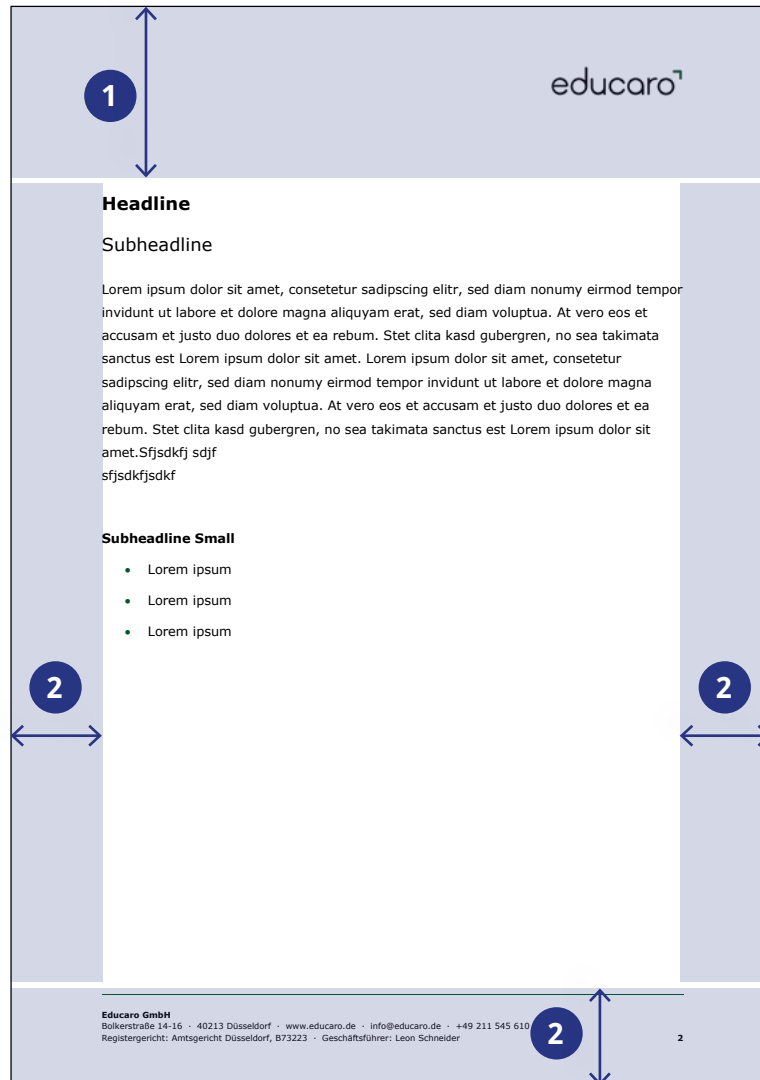 educaro
1
Headline
Subheadline
Lorem ipsum dolor sit amet, consetetur sadipscing elitr, sed diam nonumy eirmod tempor
invidunt ut labore et dolore magna aliquyam erat, sed diam voluptua. At vero eos et
accusam et justo duo dolores et ea rebum. Stet clita kasd gubergren, no sea takimata
sanctus est Lorem ipsum dolor sit amet. Lorem ipsum dolor sit amet, consetetur
sadipscing elitr, sed diam nonumy eirmod tempor invidunt ut labore et dolore magna
aliquyam erat, sed diam voluptua. At vero eos et accusam et justo duo dolores et ea
rebum. Stet clita kasd gubergren, no sea takimata sanctus est Lorem ipsum dolor sit
amet.Sfjsdkfj sdjf
sfjsdkfjsdkf
Subheadline Small
• Lorem ipsum
• Lorem ipsum
• Lorem ipsum
2
2
Educaro GmbH
Bolkerstraße 14-16 · 40213 Düsseldorf · www.educaro.de · info@educaro.de · +49 211 545 610
Registergericht: Amtsgericht Düsseldorf, B73223 · Geschäftsführer: Leon Schneider
2
2